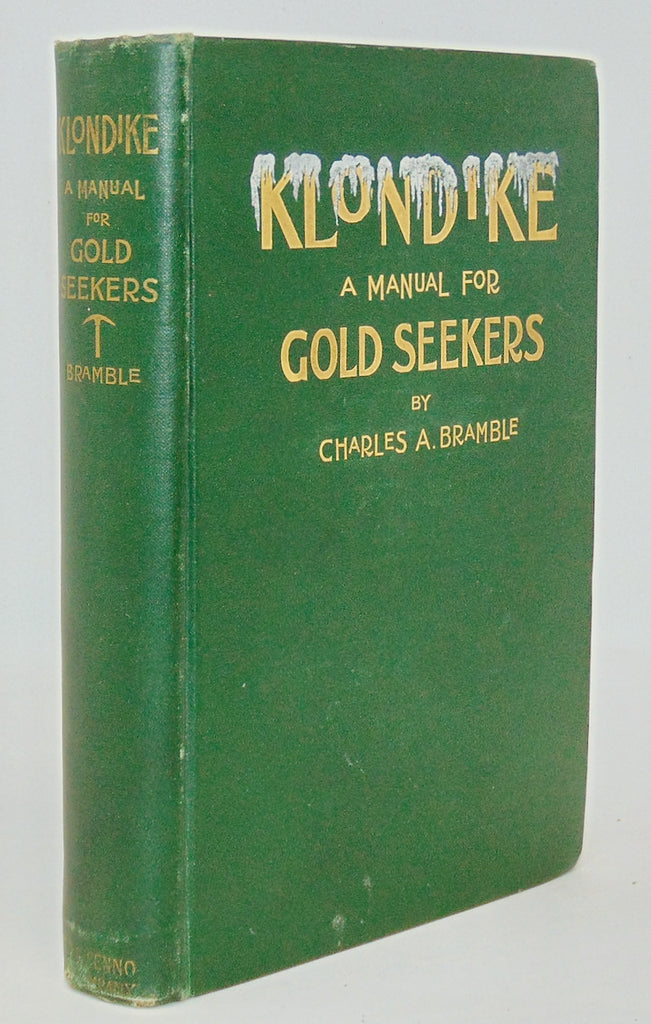 KLONDIKE
A MANUAL
FOR
GOLD
SEEKERS
BRAMBLE
KLONDIKE
A MANUAL FOR
GOLD SEEKERS
BY
CHARLES A. BRAMBLE